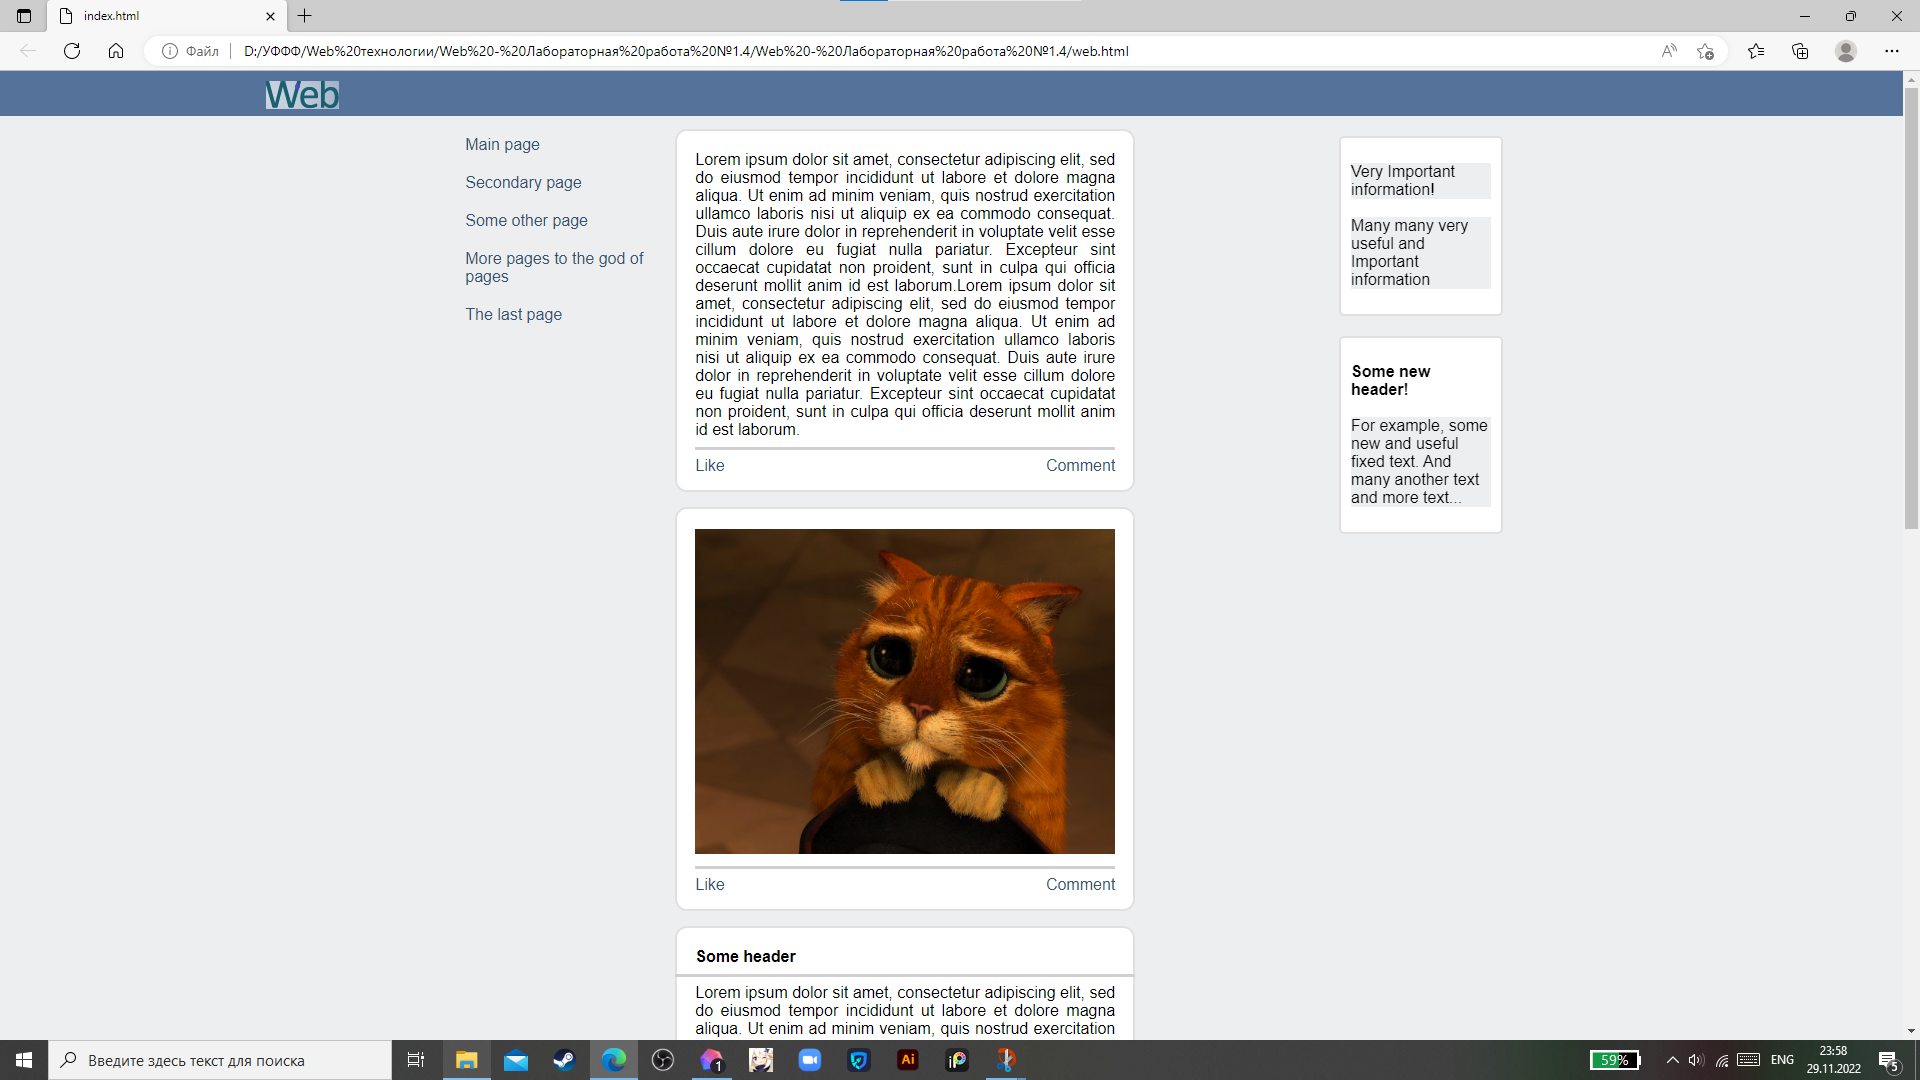 index.html
Файл
D:/УФФФ/Web%20технологии/Web%20-%20Лабораторная%20работа%20№1.4/Web%20-%20Лабораторная%20работа%20№1.4/web.html
Web
Main page
Secondary page
Some other page
More pages to the god of
pages
The last page
Lorem ipsum dolor sit amet, consectetur adipiscing elit, sed
do eiusmod tempor incididunt ut labore et dolore magna
aliqua. Ut enim ad minim veniam, quis nostrud exercitation
ullamco laboris nisi ut aliquip ex ea commodo consequat.
Duis aute irure dolor in reprehenderit in voluptate velit esse
cillum dolore eu fugiat nulla pariatur. Excepteur sint
occaecat cupidatat non proident, sunt in culpa qui officia
deserunt mollit anim id est laborum.Lorem ipsum dolor sit
amet, consectetur adipiscing elit, sed do eiusmod tempor
incididunt ut labore et dolore magna aliqua. Ut enim ad
minim veniam, quis nostrud exercitation ullamco laboris
nisi ut aliquip ex ea commodo consequat. Duis aute irure
dolor in reprehenderit in voluptate velit esse cillum dolore
eu fugiat nulla pariatur. Excepteur sint occaecat cupidatat
non proident, sunt in culpa qui officia deserunt mollit anim
id est laborum.
Like
Comment
Like
Comment
Some header
Lorem ipsum dolor sit amet, consectetur adipiscing elit, sed
do eiusmod tempor incididunt ut labore et dolore magna
aliqua. Ut enim ad minim veniam, quis nostrud exercitation
Very Important
information!
Many many very
useful and
Important
information
Some new
header!
For example, some
new and useful
fixed text. And
many another text
and more text...
Введите здесь текст для поиска
1
Ai
iP
59%
ENG
23:58
29.11.2022
5